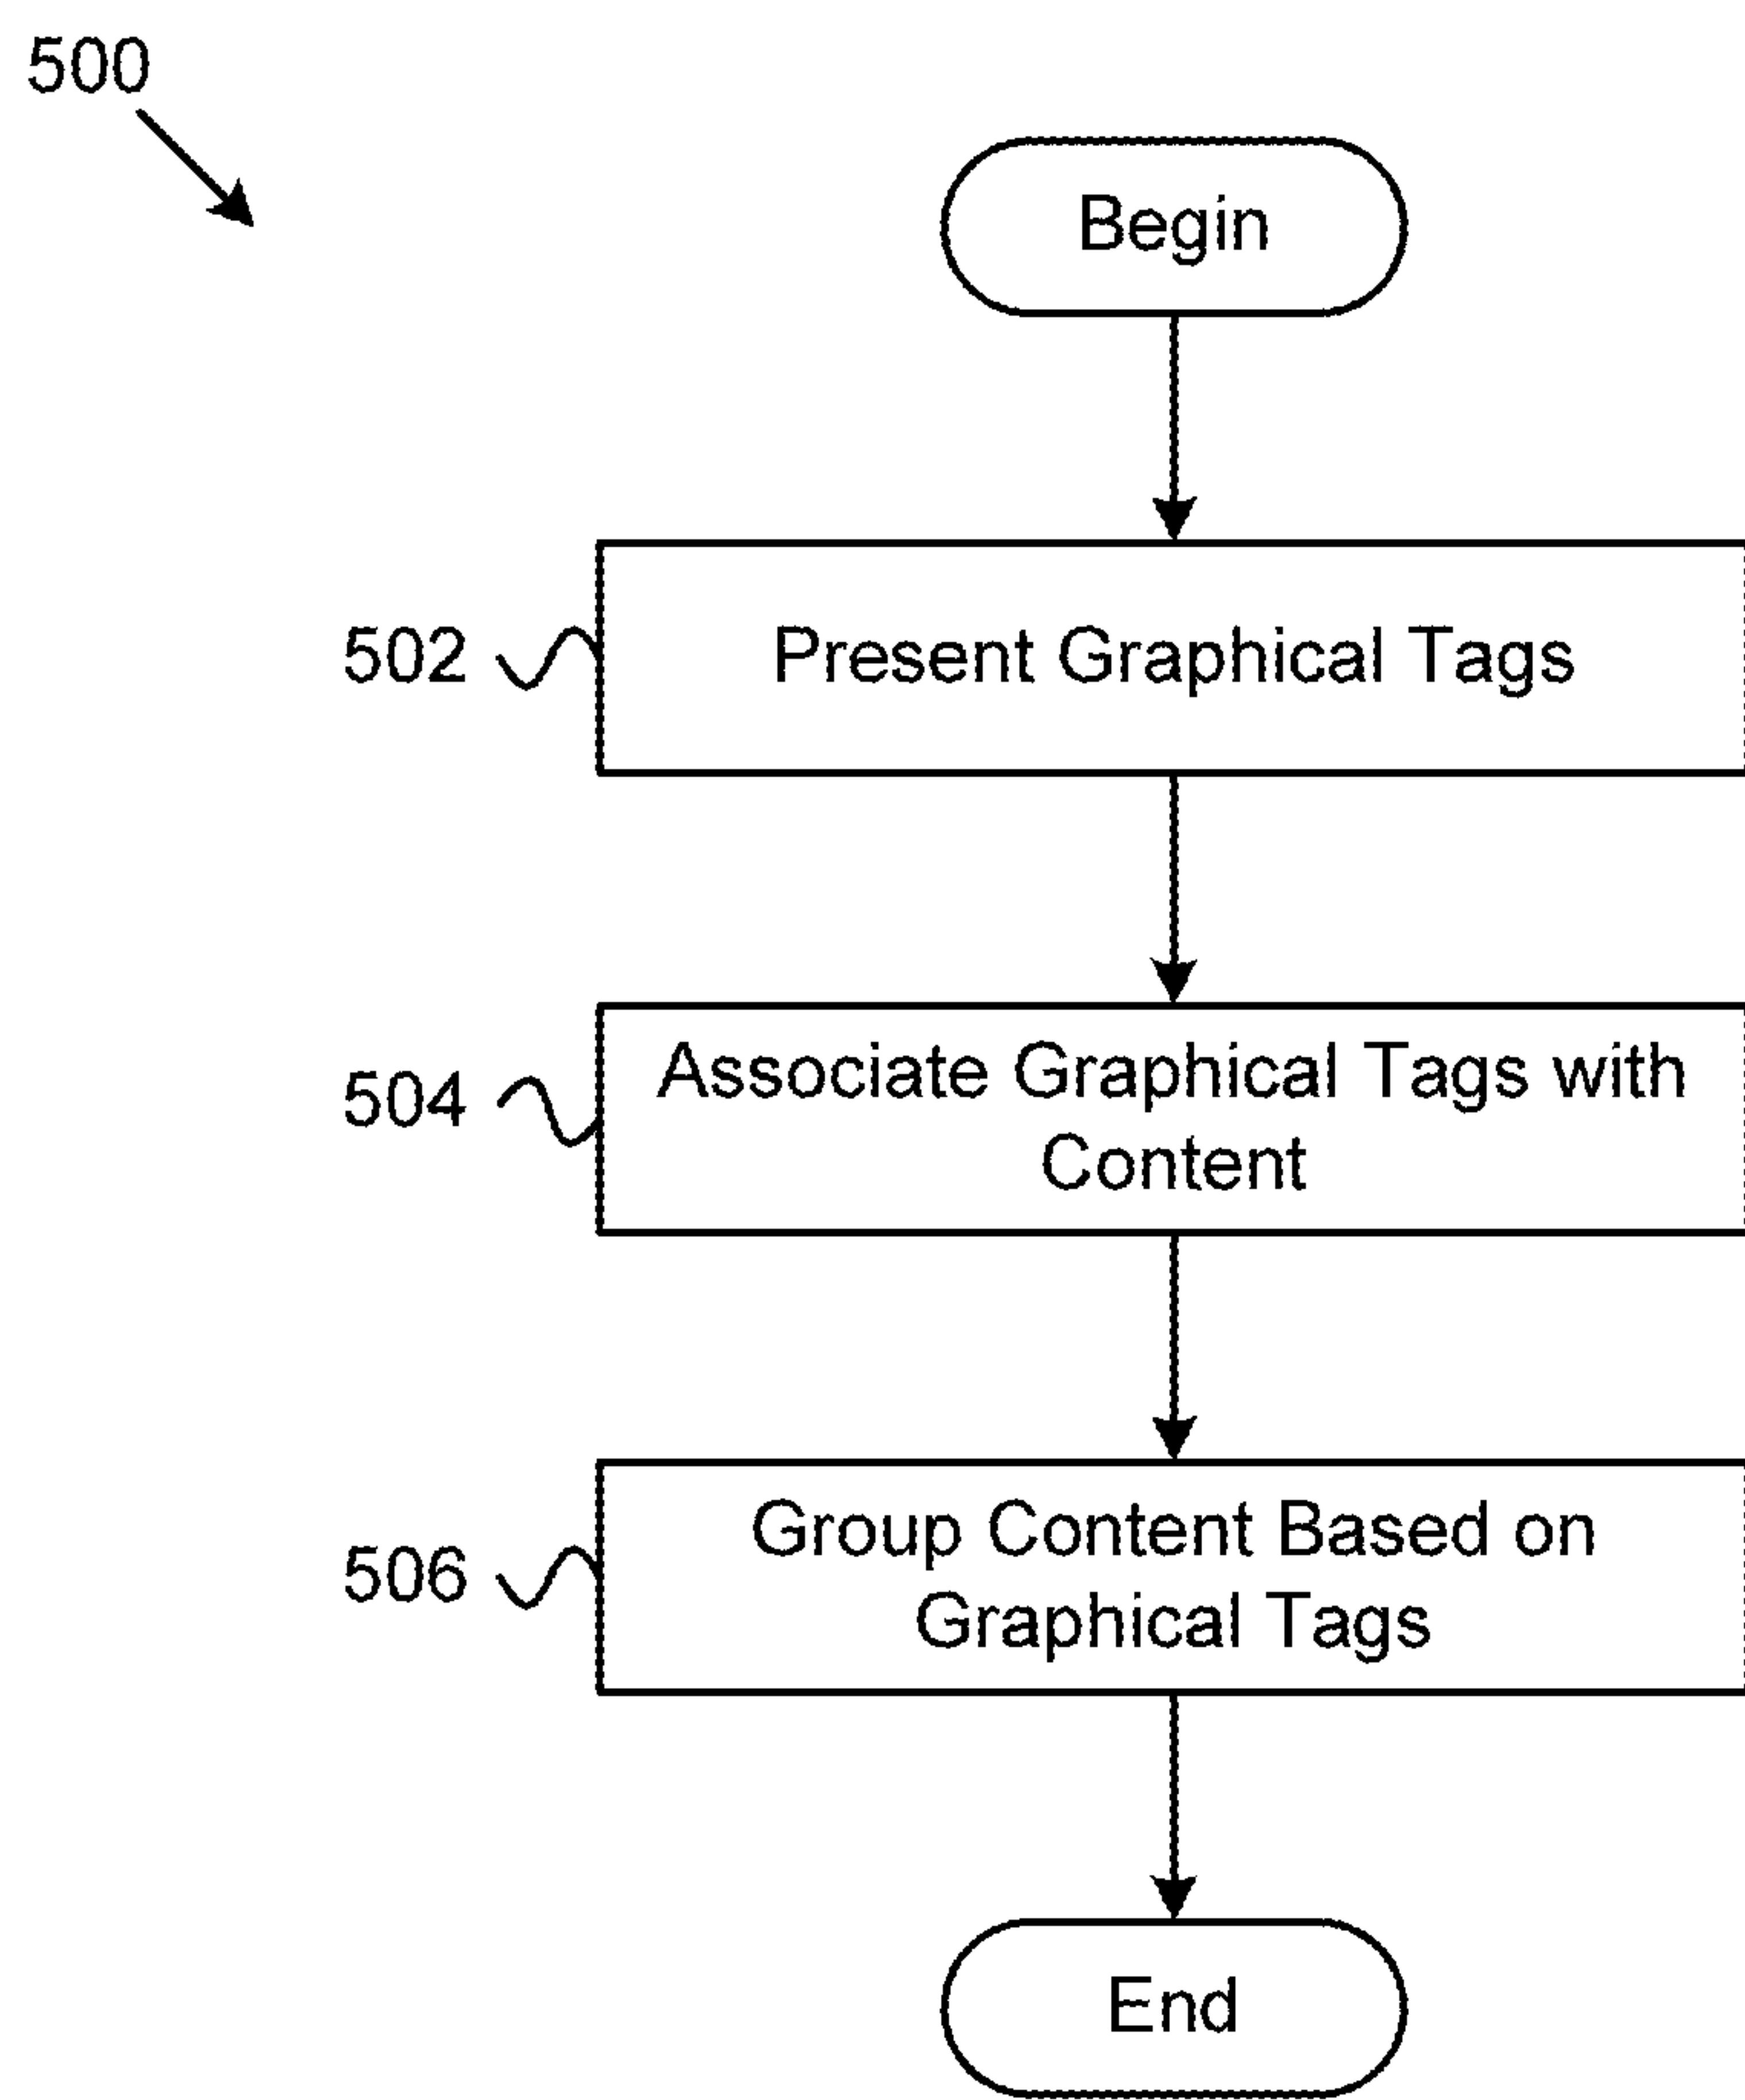 500
Begin
502
Present Graphical Tags
504
Associate Graphical Tags with
Content
506
Group Content Based on
Graphical Tags
End